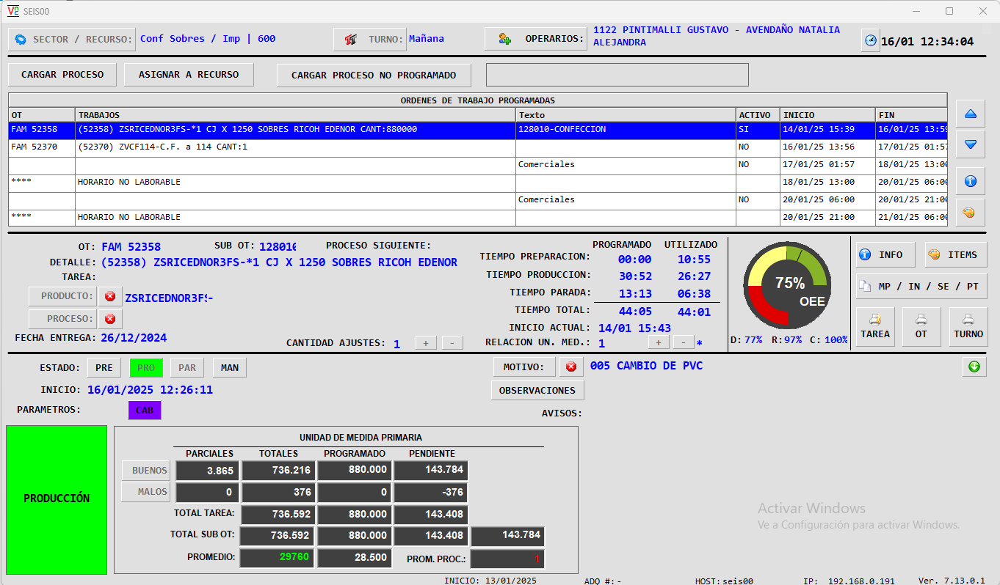 SEIS00
SECTOR / RECURSO: Conf Sobres / Imp | 600 TURNO: Mañana OPERARIOS: 1122 PINTIMALLI GUSTAVO - AVENDAÑO NATALIA
ALEJANDRA
16/01 12:34:04
CARGAR PROCESO ASIGNAR A RECURSO CARGAR PROCESO NO PROGRAMADO
ORDENES DE TRABAJO PROGRAMADAS
OT TRABAJOS Texto ACTIVO INICIO FIN
FAM 52358 (52358) ZSRICEDNOR3FS-*1 CJ X 1250 SOBRES RICOH EDENOR CANT:880000 128010-CONFECCION SI 14/01/25 15:39 16/01/25 13:59
FAM 52370 (52370) ZVCF114-C.F. a 114 CANT:1 NO 16/01/25 13:56 17/01/25 01:57
Comerciales NO 17/01/25 01:57 18/01/25 13:00
**** HORARIO NO LABORABLE 18/01/25 13:00 20/01/25 06:00
Comerciales NO 20/01/25 06:00 20/01/25 21:00
**** HORARIO NO LABORABLE 20/01/25 21:00 21/01/25 06:00
OT: FAM 52358 SUB OT: 128010 PROCESO SIGUIENTE:
DETALLE: (52358) ZSRICEDNOR3FS-*1 CJ X 1250 SOBRES RICOH EDENOR
TAREA:
PRODUCTO: ZSRICEDNOR3FS-
PROCESO:
FECHA ENTREGA: 26/12/2024
CANTIDAD AJUSTES: 1 + -
PROGRAMADO UTILIZADO
TIEMPO PREPARACION: 00:00 10:55
TIEMPO PRODUCCION: 30:52 26:27
TIEMPO PARADA: 13:13 06:38
TIEMPO TOTAL: 44:05 44:01
INICIO ACTUAL: 14/01 15:43
RELACION UN. MED.: 1 + - *
75%
OEE
D: 77% R: 97% C: 100%
INFO ITEMS
MP / IN / SE / PT
TAREA OT TURNO
ESTADO: PRE PRO PAR MAN
INICIO: 16/01/2025 12:26:11
PARAMETROS: CAB
MOTIVO: 005 CAMBIO DE PVC
OBSERVACIONES
AVISOS:
PRODUCCIÓN
UNIDAD DE MEDIDA PRIMARIA
PARCIALES TOTALES PROGRAMADO PENDIENTE
BUENOS 3.865 736.216 880.000 143.784
MALOS 0 376 0 -376
TOTAL TAREA: 736.592 880.000 143.408
TOTAL SUB OT: 736.592 880.000 143.408 143.784
PROMEDIO: 29760 28.500 PROM. PROC.: 1
Activar Windows
Ve a Configuración para activar Windows.
INICIO: 13/01/2025 ADQ #: - HOST: seis00 IP: 192.168.0.191 Ver. 7.13.0.1